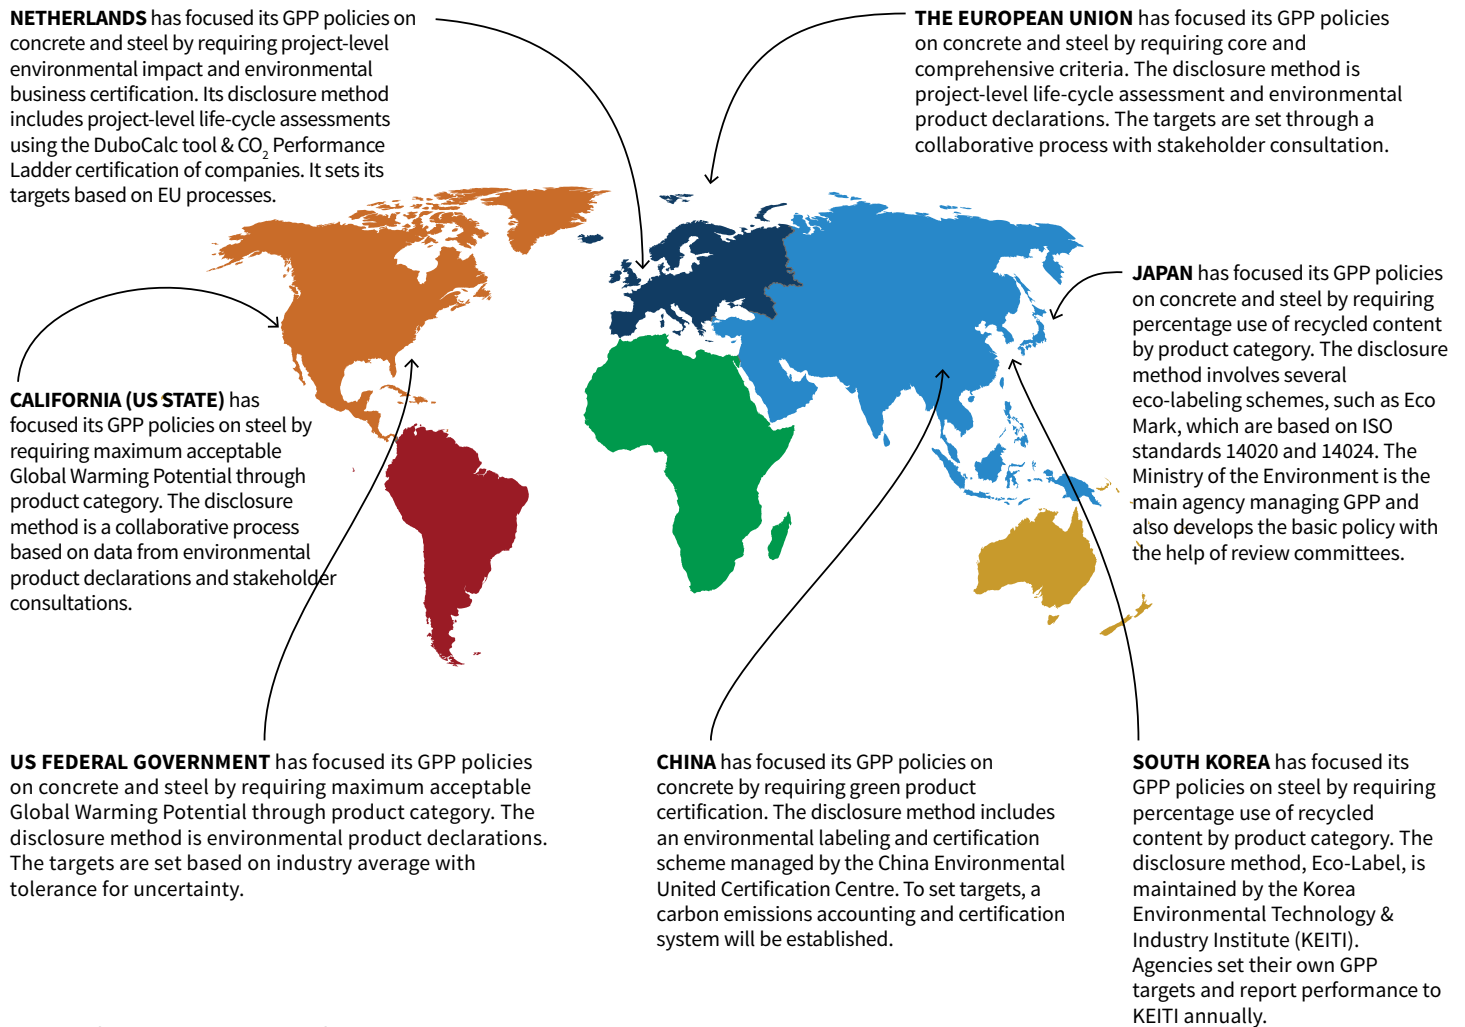 NETHERLANDS has focused its GPP policies on
concrete and steel by requiring project-level
environmental impact and environmental
business certification. Its disclosure method
includes project-level life-cycle assessments
using the DuboCalc tool & CO2 Performance
Ladder certification of companies. It sets its
targets based on EU processes.
THE EUROPEAN UNION has focused its GPP policies
on concrete and steel by requiring core and
comprehensive criteria. The disclosure method is
project-level life-cycle assessment and environmental
product declarations. The targets are set through a
collaborative process with stakeholder consultation.
JAPAN has focused its GPP policies
on concrete and steel by requiring
percentage use of recycled content
by product category. The disclosure
method involves several
eco-labeling schemes, such as Eco
Mark, which are based on ISO
standards 14020 and 14024. The
Ministry of the Environment is the
main agency managing GPP and
also develops the basic policy with
the help of review committees.
CALIFORNIA (US STATE) has
focused its GPP policies on steel by
requiring maximum acceptable
Global Warming Potential through
product category. The disclosure
method is a collaborative process
based on data from environmental
product declarations and stakeholder
consultations.
US FEDERAL GOVERNMENT has focused its GPP policies
on concrete and steel by requiring maximum acceptable
Global Warming Potential through product category. The
disclosure method is environmental product declarations.
The targets are set based on industry average with
tolerance for uncertainty.
CHINA has focused its GPP policies on
concrete by requiring green product
certification. The disclosure method includes
an environmental labeling and certification
scheme managed by the China Environmental
United Certification Centre. To set targets, a
carbon emissions accounting and certification
system will be established.
SOUTH KOREA has focused its
GPP policies on steel by requiring
percentage use of recycled
content by product category. The
disclosure method, Eco-Label, is
maintained by the Korea
Environmental Technology &
Industry Institute (KEITI).
Agencies set their own GPP
targets and report performance to
KEITI annually.